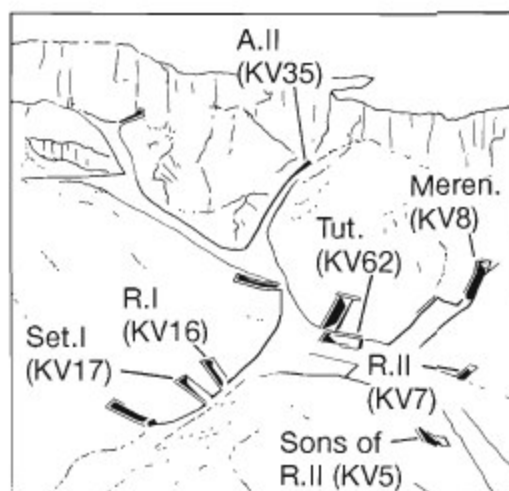 A.II
(KV35)
Meren.
(KV8)
Tut.
(KV62)
R.I
(KV16)
Set.I
(KV17)
R.II
(KV7)
Sons of
R.II (KV5)